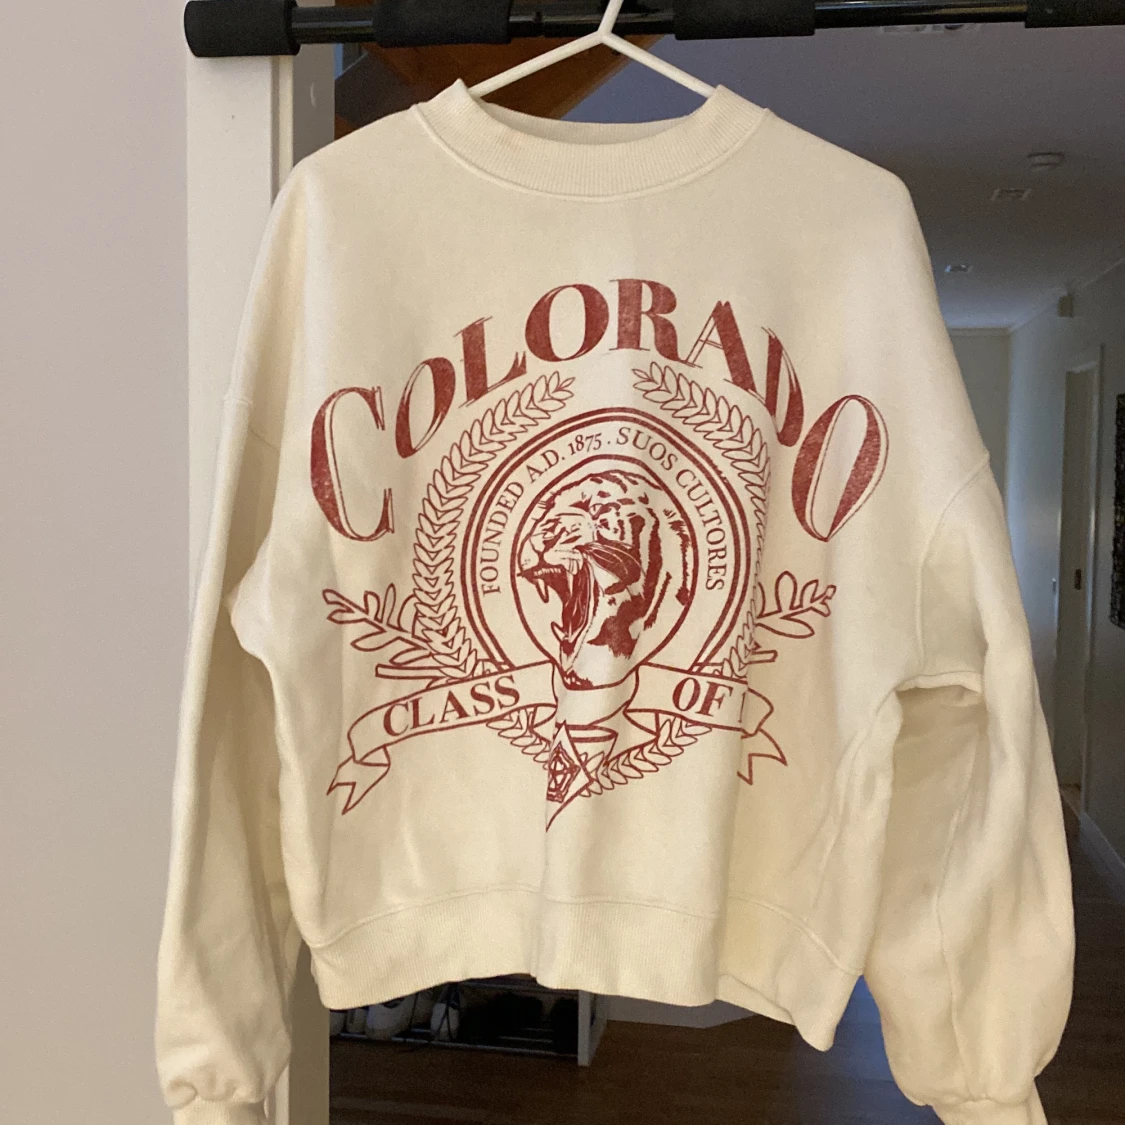 COLORADO
FOUNDED A.D. 1875 . SUOS CULTORES
CLASS OF